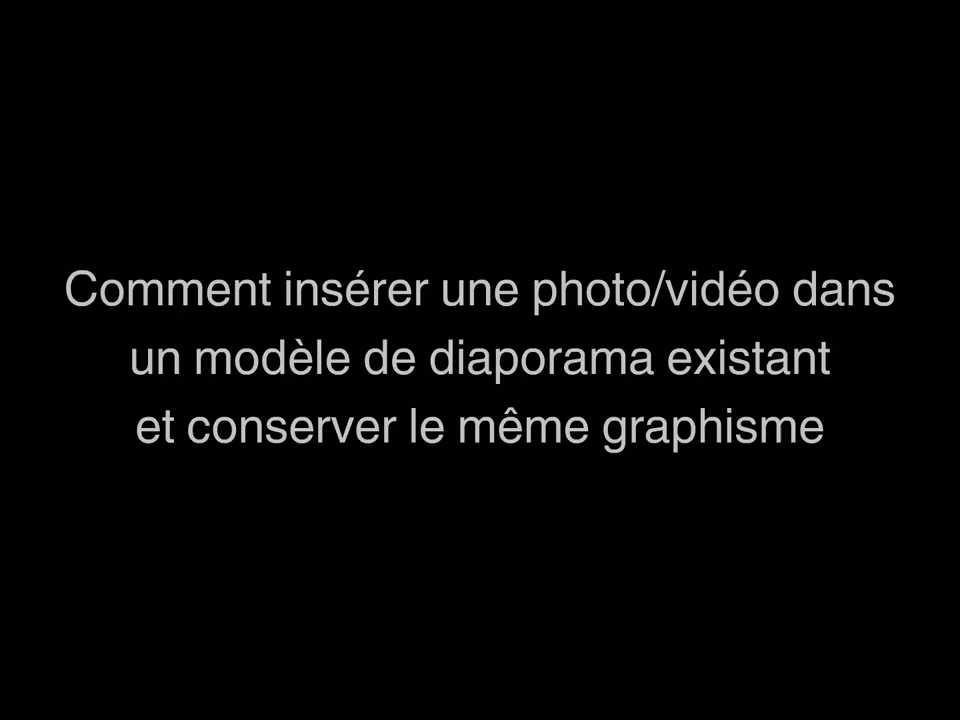 Comment insérer une photo/vidéo dans
un modèle de diaporama existant
et conserver le même graphisme